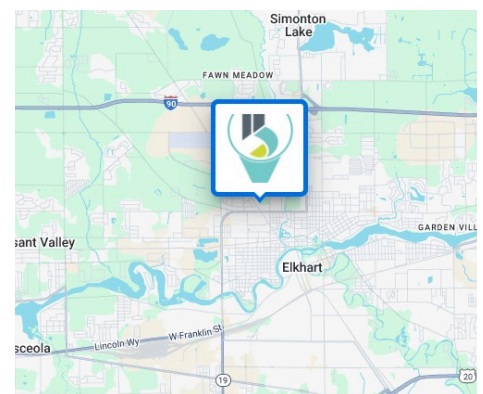 Simonton
Lake
FAWN MEADOW
90
sant Valley
GARDEN VILL
Elkhart
sceola
Lincoln Wy
W Franklin St
19
20